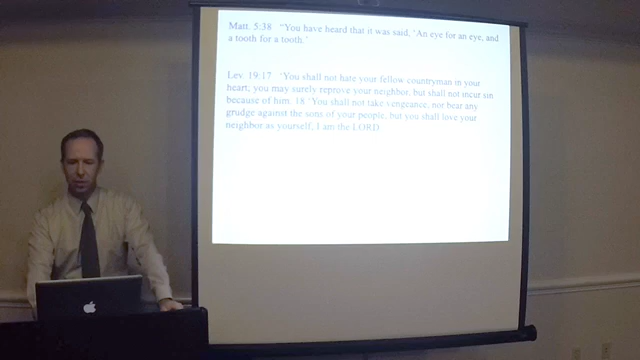 Matt. 5:38 "You have heard that it was said, 'An eye for an eye, and
a tooth for a tooth.'
Lev. 19:17 'You shall not hate your fellow countryman in your
heart; you may surely reprove your neighbor, but shall not incur sin
because of him. 18 'You shall not take vengeance, nor bear any
grudge against the sons of your people, but you shall love your
neighbor as yourself; I am the LORD.